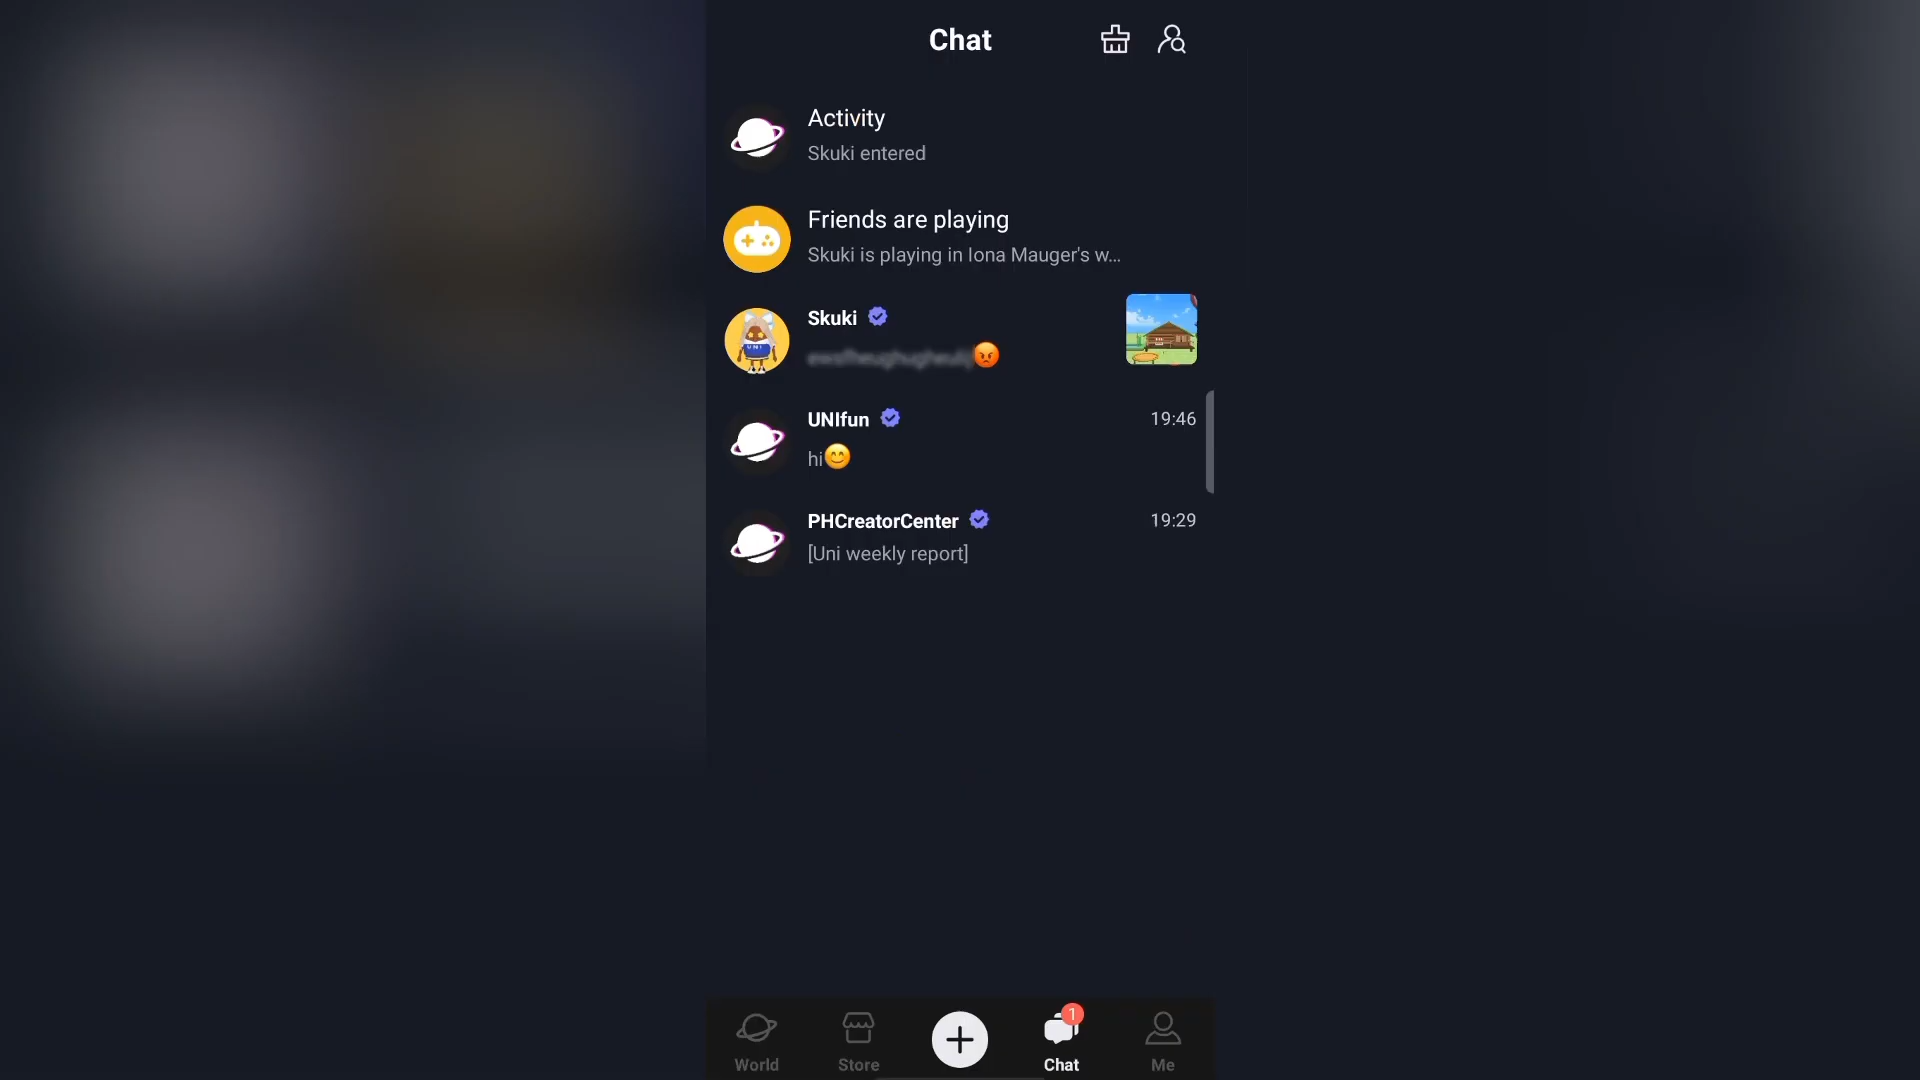 Chat
Activity
Skuki entered
Friends are playing
Skuki is playing in Iona Mauger's w...
Skuki
😡
UNI
UNIfun
19:46
hi😊
PHCreatorCenter
19:29
[Uni weekly report]
1
World
Store
Chat
Me